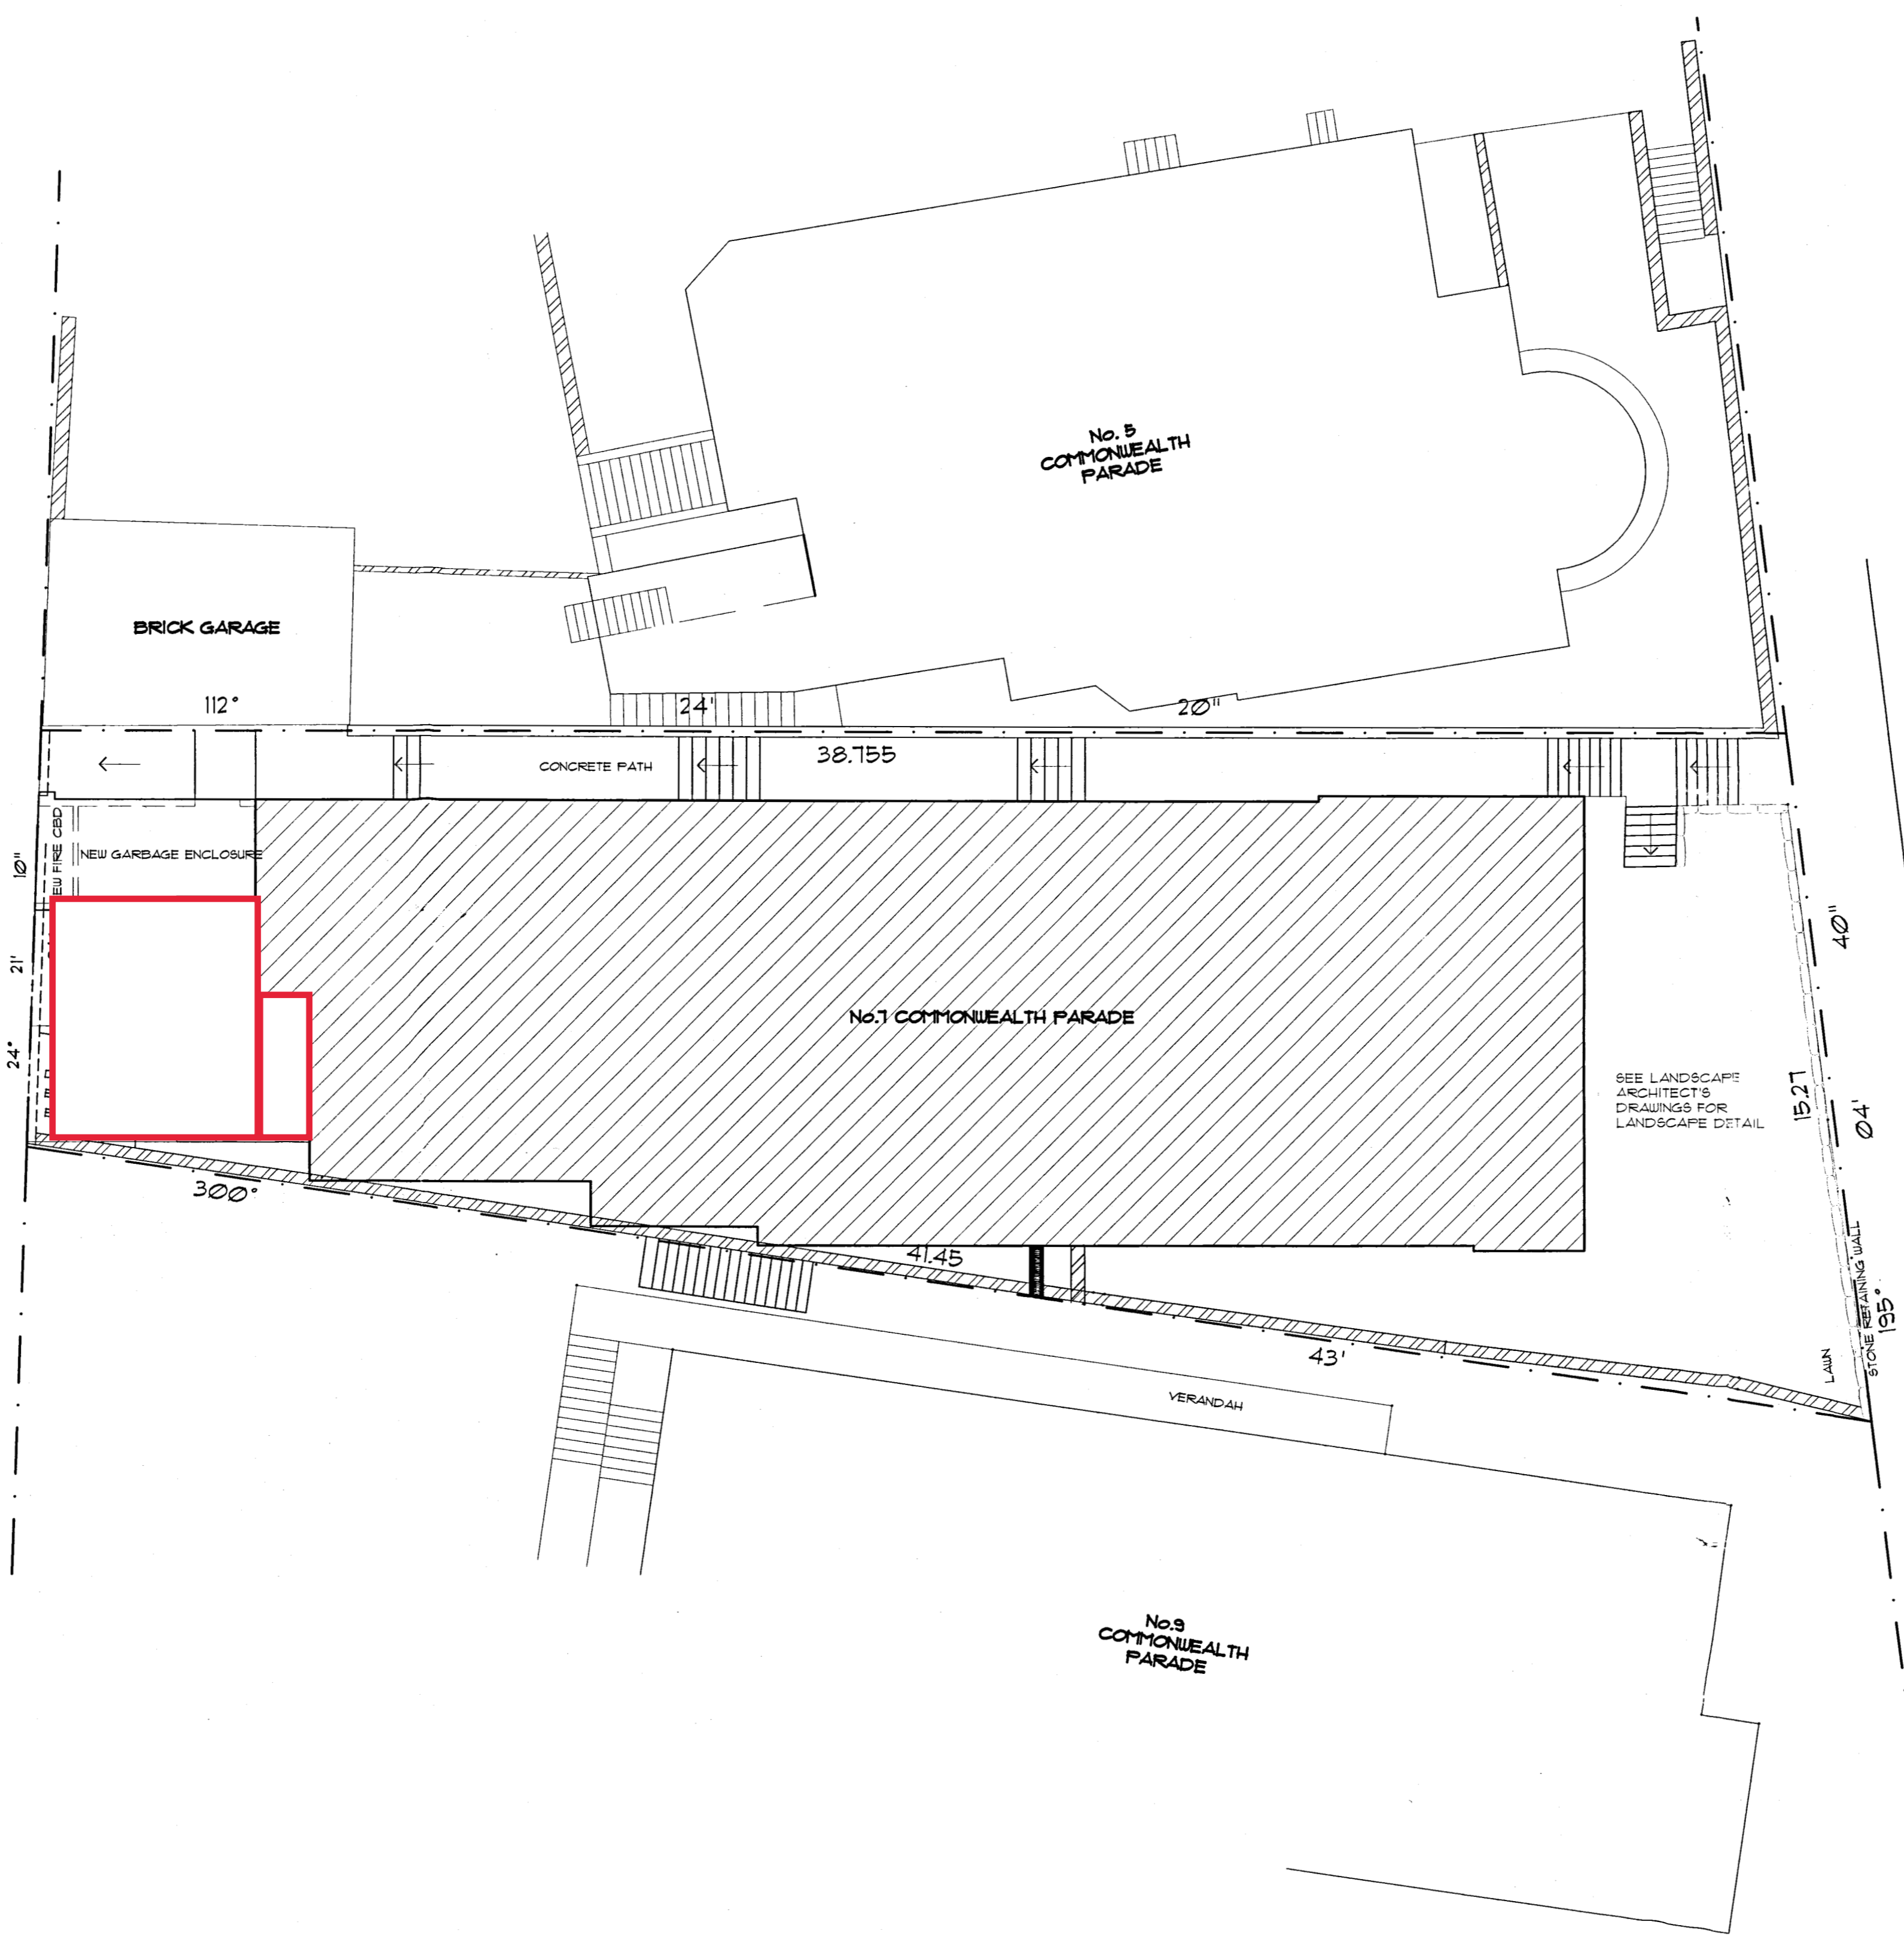 No. 5
COMMONWEALTH
PARADE
BRICK GARAGE
112°
24'
20"
38.755
CONCRETE PATH
NEW GARBAGE ENCLOSURE
10"
21'
24°
No.7 COMMONWEALTH PARADE
40"
15.27
04'
SEE LANDSCAPE
ARCHITECT'S
DRAWINGS FOR
LANDSCAPE DETAIL
300°
41.45
43'
195°
STONE RETAINING WALL
LAWN
VERANDAH
No.9
COMMONWEALTH
PARADE